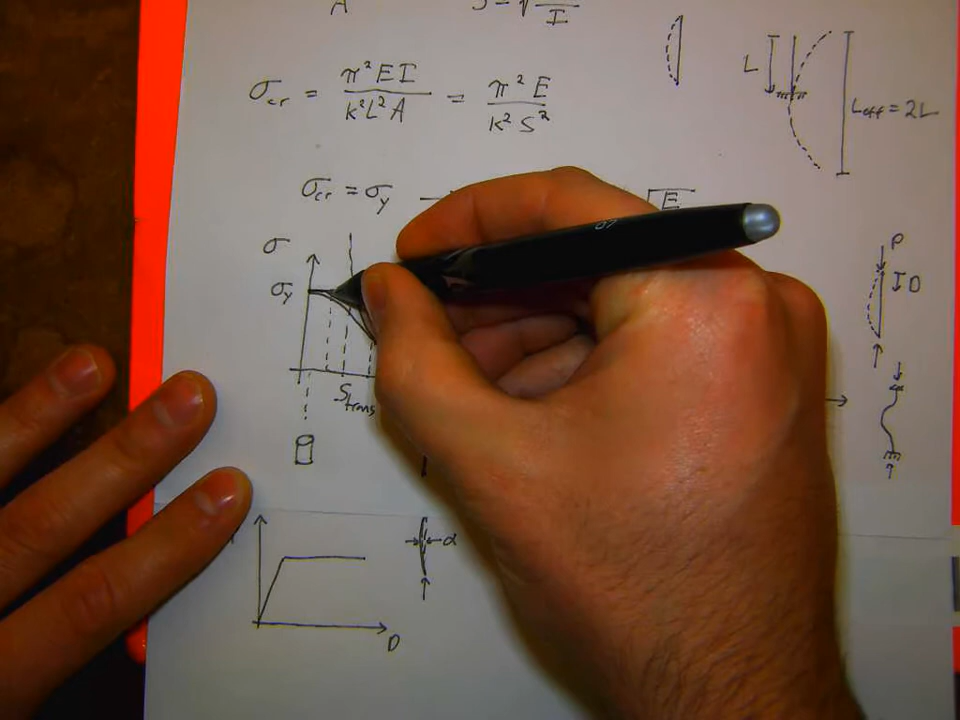 A
I
σcr = π²EI / k²L²A = π²E / k²S²
L
Leff = 2L
σcr = σy
√E
σ
σy
P
D
Strans
α
D